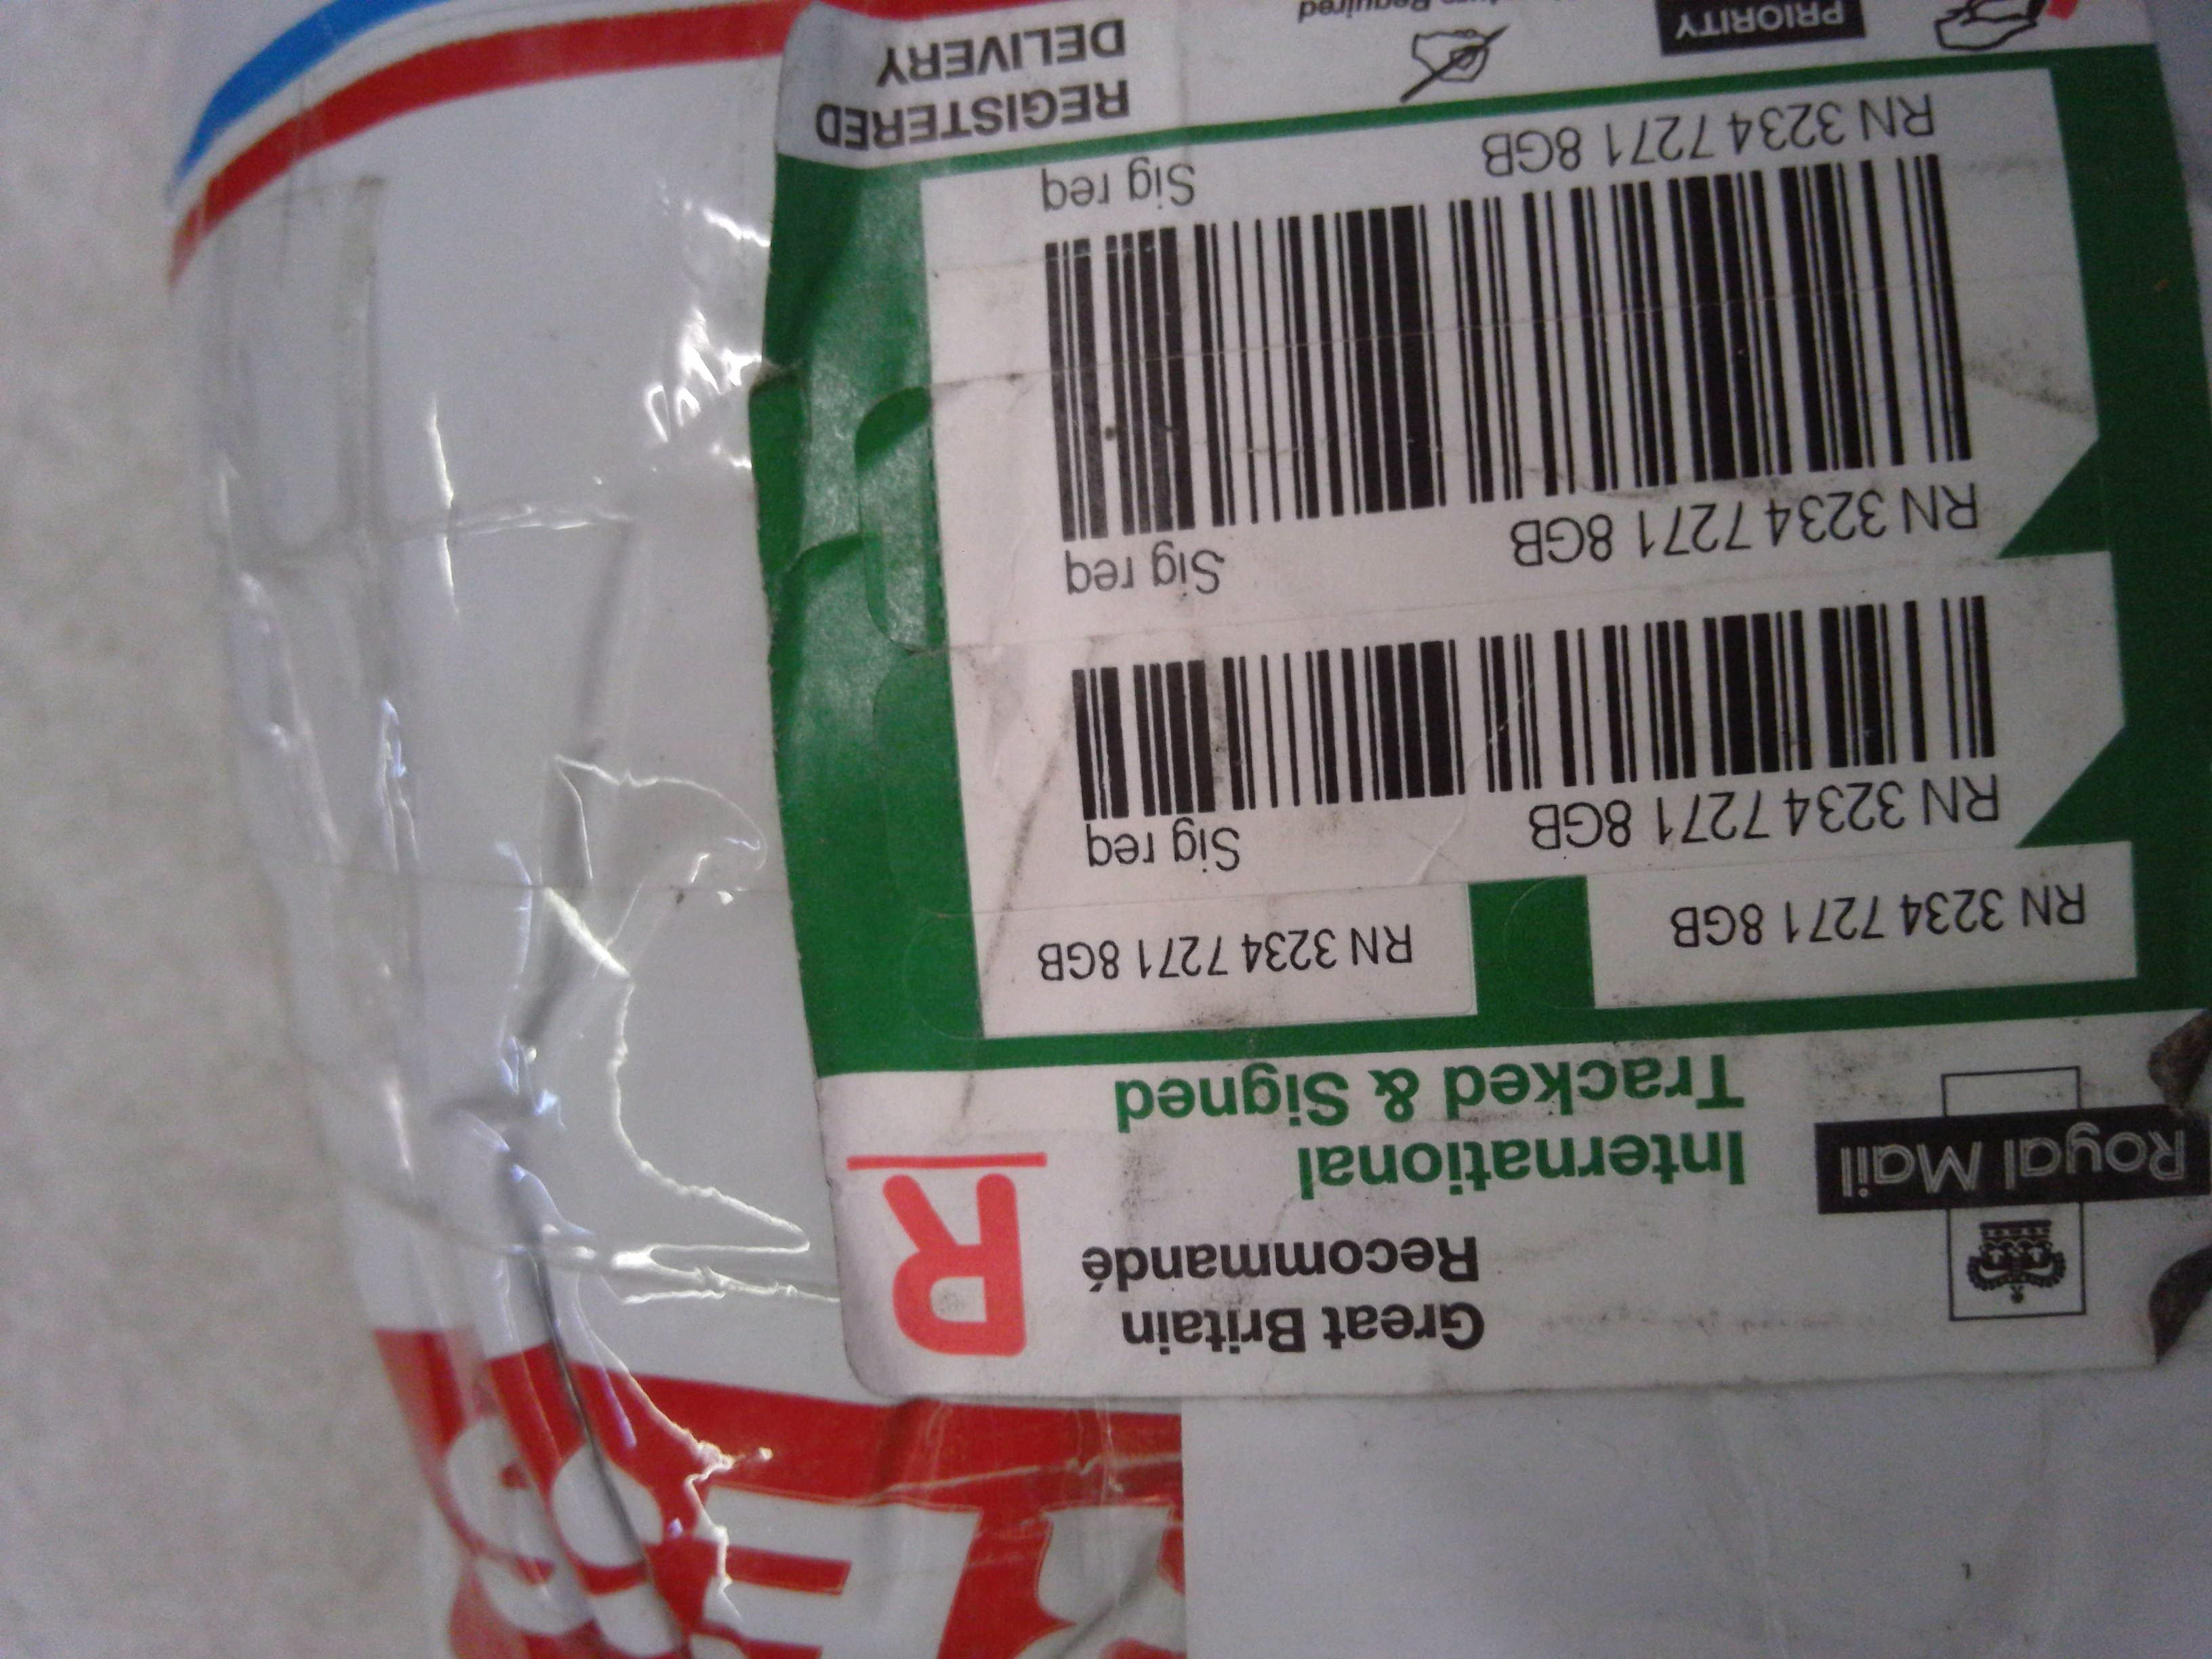 Great Britain
Recommandé
R
Royal Mail
International
Tracked & Signed
RN 3234 7271 8GB
RN 3234 7271 8GB
RN 3234 7271 8GB Sig req
RN 3234 7271 8GB Sig req
RN 3234 7271 8GB Sig req
REGISTERED
DELIVERY
PRIORITY
Required